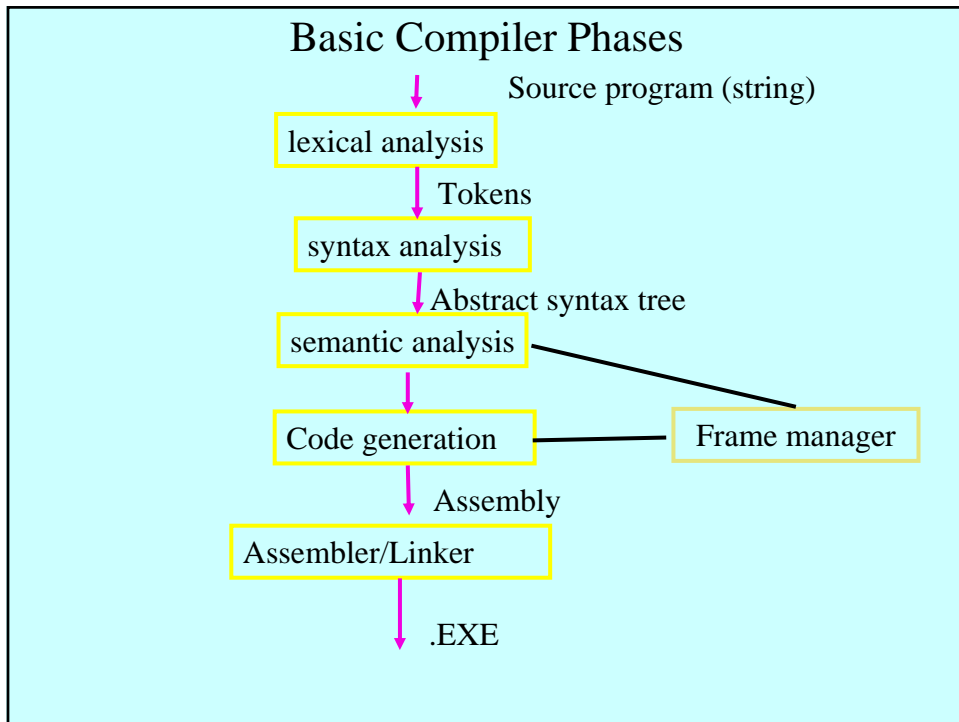 Basic Compiler Phases
Source program (string)
lexical analysis
Tokens
syntax analysis
Abstract syntax tree
semantic analysis
Code generation
Frame manager
Assembly
Assembler/Linker
.EXE